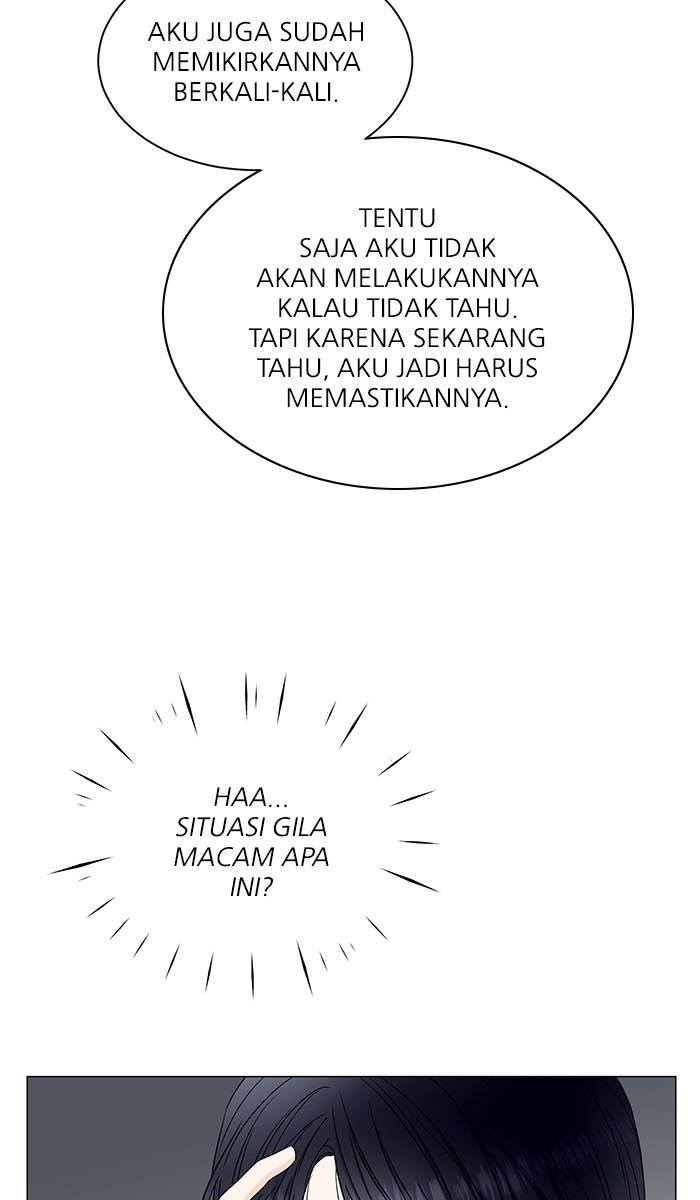 AKU JUGA SUDAH
MEMIKIRKANNYA
BERKALI-KALI.
TENTU
SAJA AKU TIDAK
AKAN MELAKUKANNYA
KALAU TIDAK TAHU.
TAPI KARENA SEKARANG
TAHU, AKU JADI HARUS
MEMASTIKANNYA.
HAA...
SITUASI GILA
MACAM APA
INI?